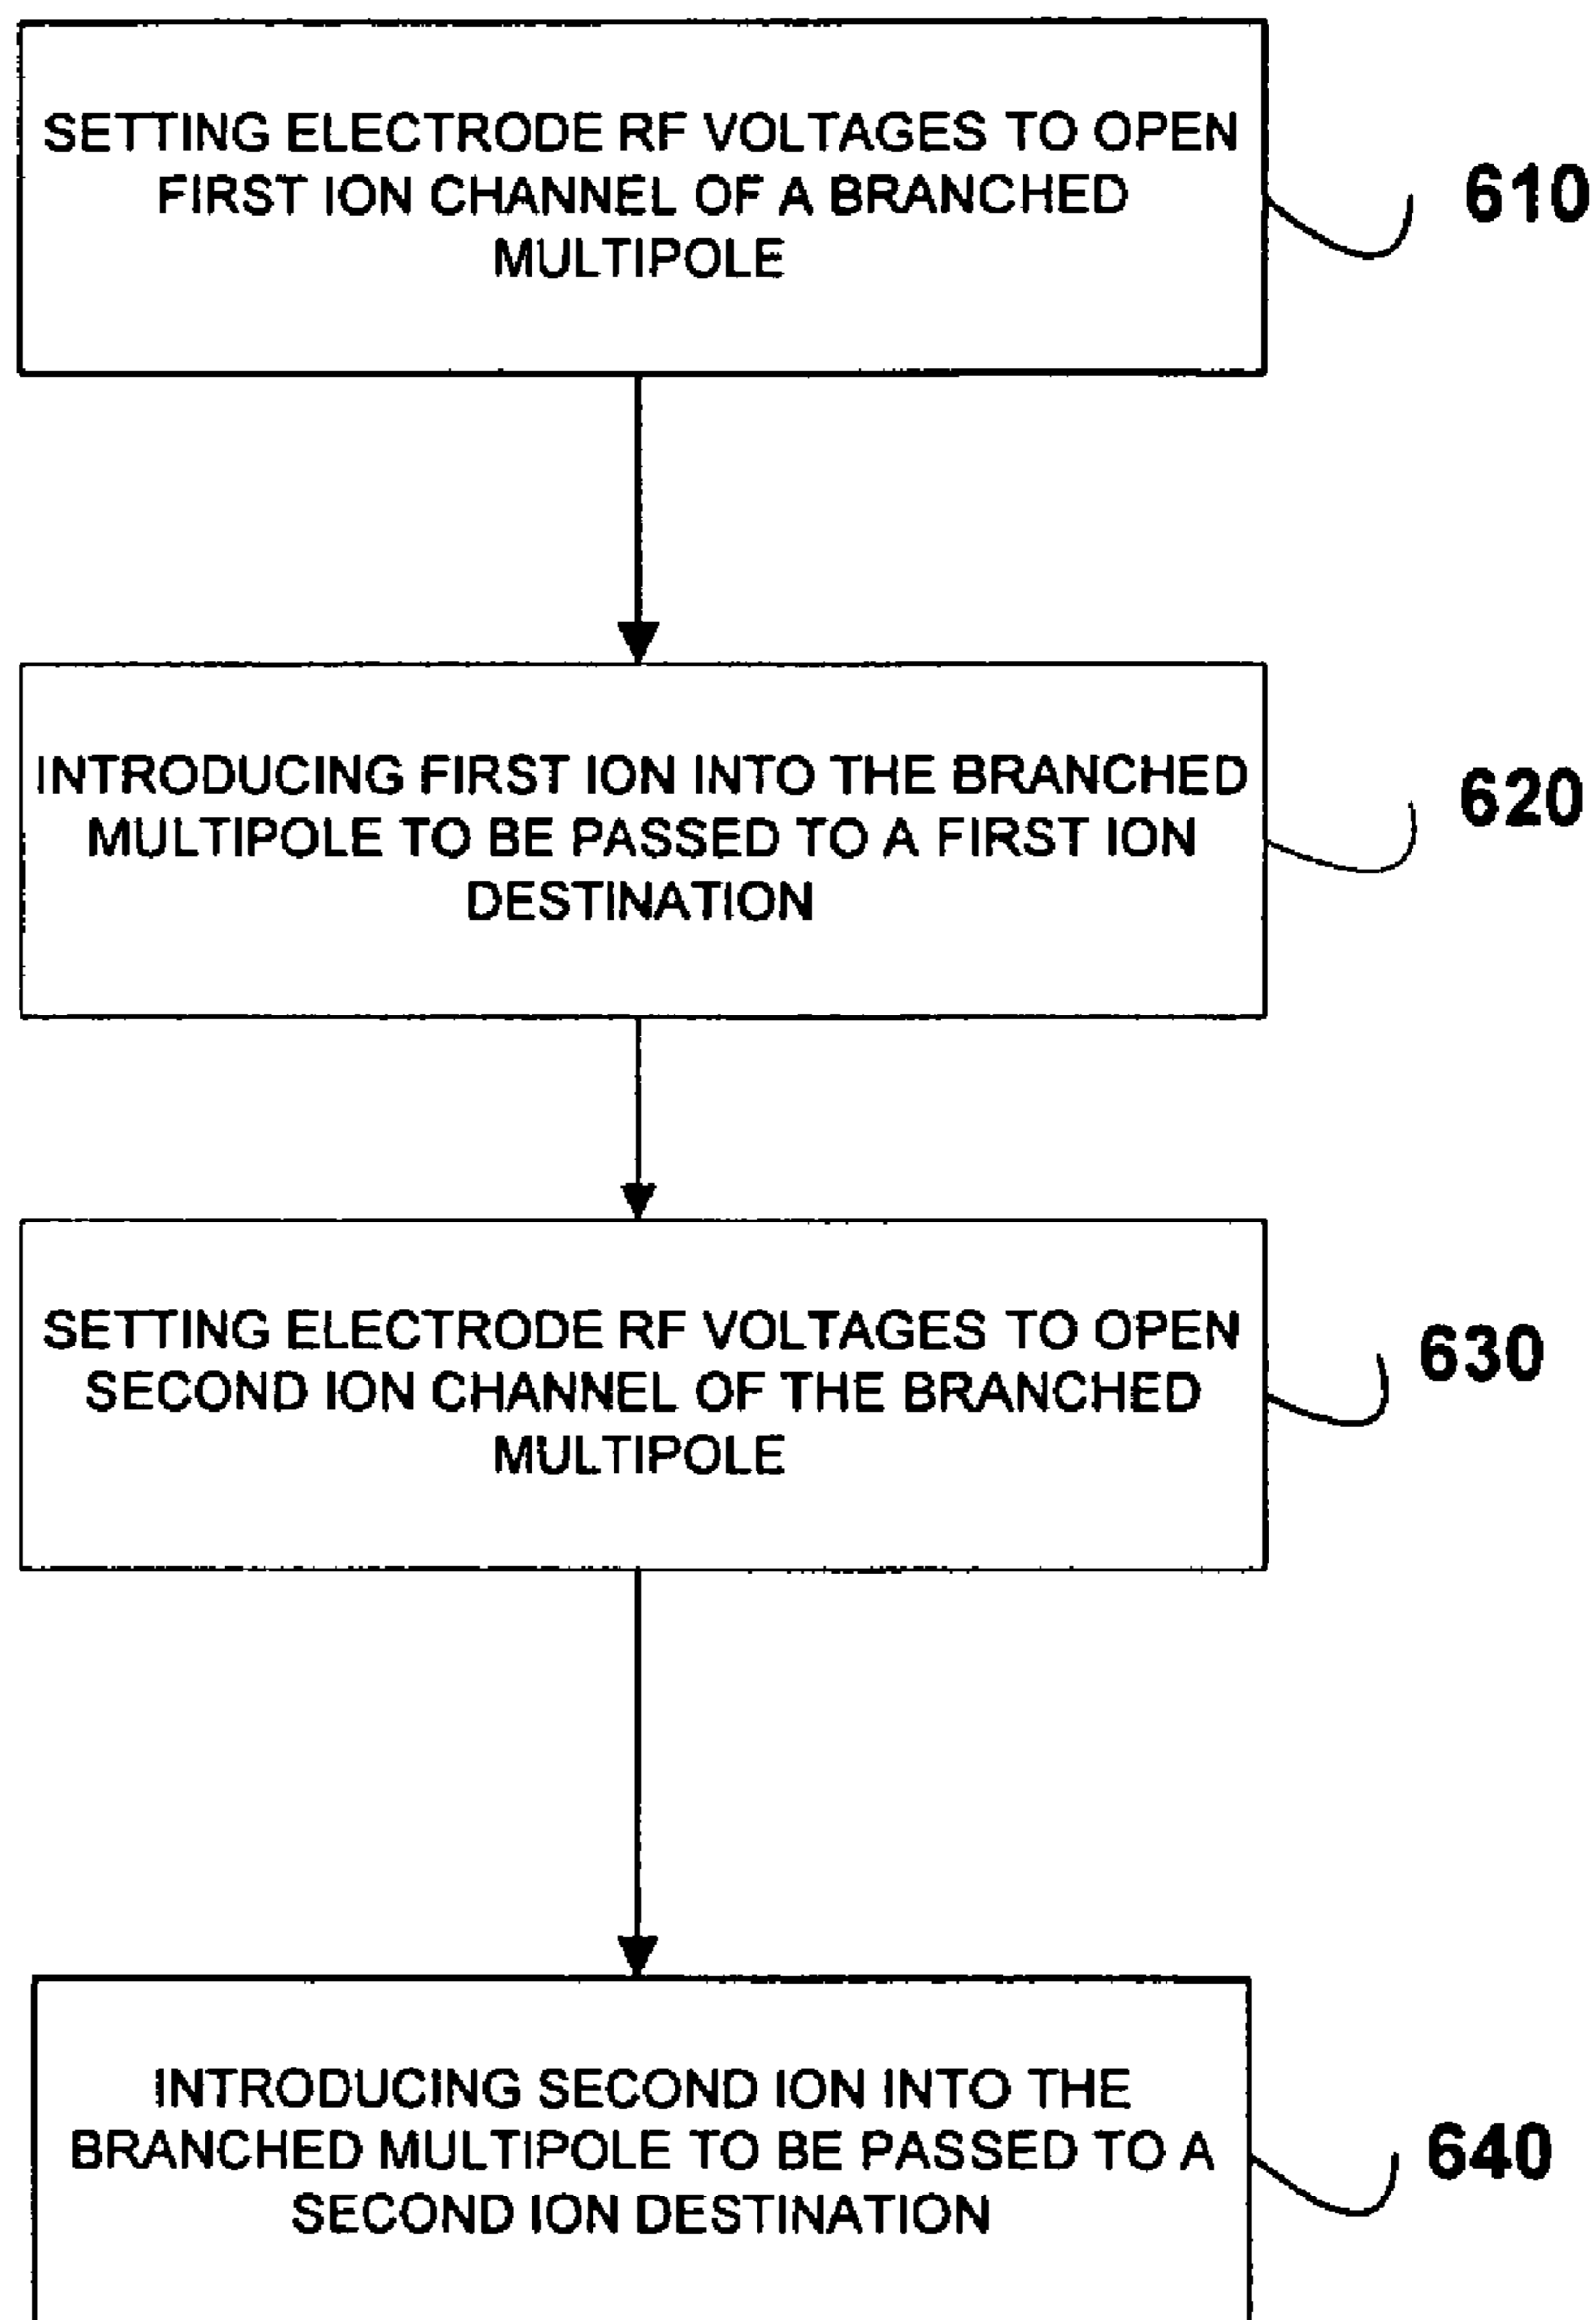 SETTING ELECTRODE RF VOLTAGES TO OPEN
FIRST ION CHANNEL OF A BRANCHED
MULTIPOLE
610
INTRODUCING FIRST ION INTO THE BRANCHED
MULTIPOLE TO BE PASSED TO A FIRST ION
DESTINATION
620
SETTING ELECTRODE RF VOLTAGES TO OPEN
SECOND ION CHANNEL OF THE BRANCHED
MULTIPOLE
630
INTRODUCING SECOND ION INTO THE
BRANCHED MULTIPOLE TO BE PASSED TO A
SECOND ION DESTINATION
640